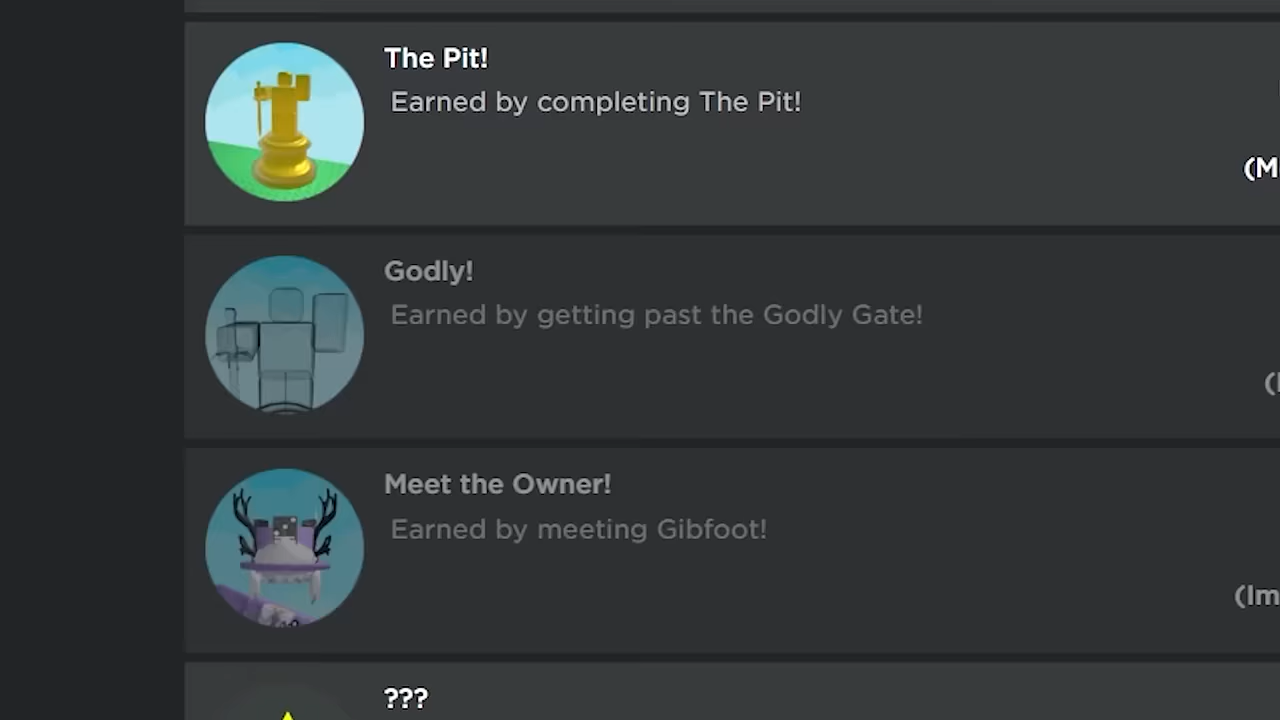 The Pit!
Earned by completing The Pit!
(M
Godly!
Earned by getting past the Godly Gate!
Meet the Owner!
Earned by meeting Gibfoot!
(Im
???